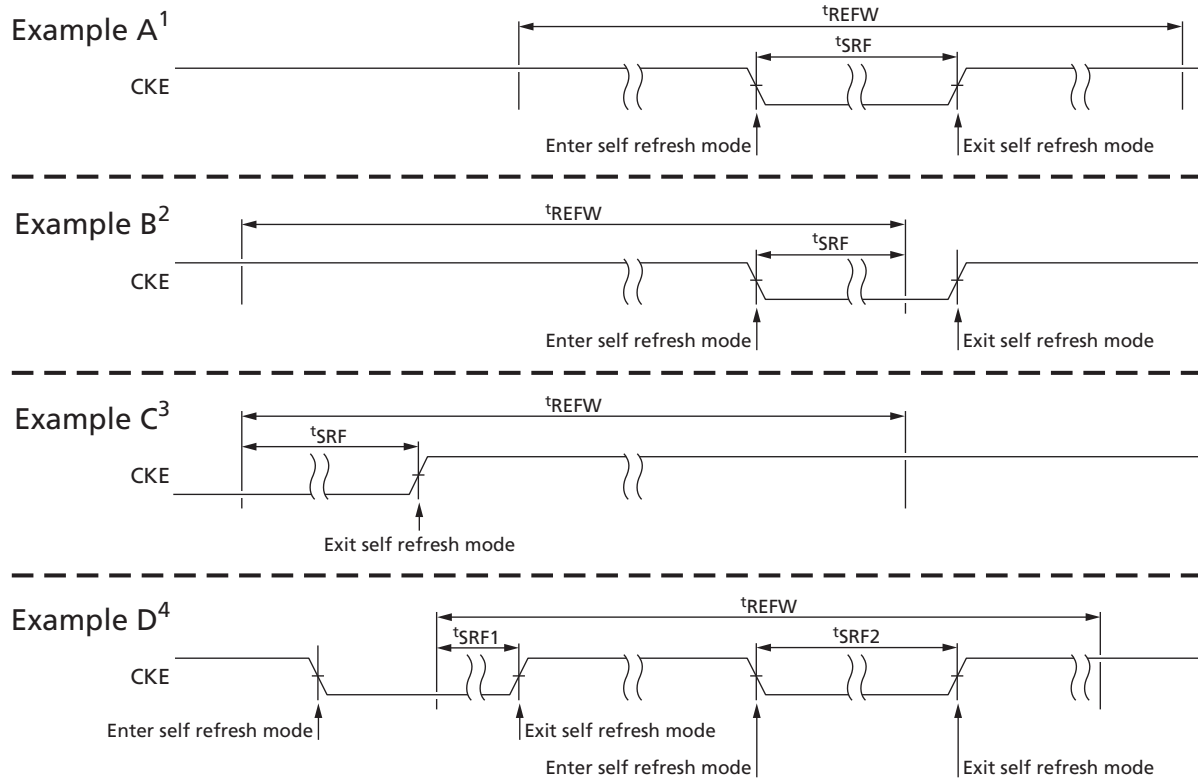 Example A¹
tREFW
tSRF
CKE
Enter self refresh mode
Exit self refresh mode
Example B²
tREFW
tSRF
CKE
Enter self refresh mode
Exit self refresh mode
Example C³
tREFW
tSRF
CKE
Exit self refresh mode
Example D⁴
tREFW
tSRF1
tSRF2
CKE
Enter self refresh mode
Exit self refresh mode
Enter self refresh mode
Exit self refresh mode